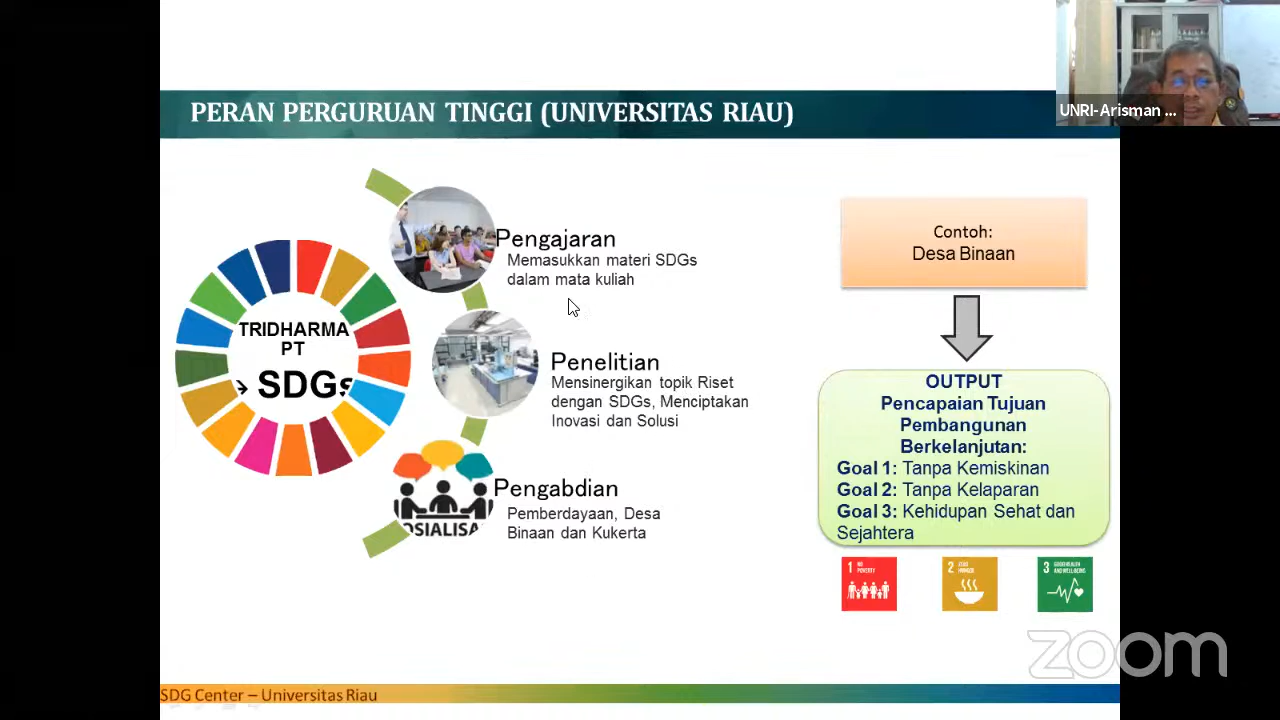 UNRI-Arisman ...
PERAN PERGURUAN TINGGI (UNIVERSITAS RIAU)
TRIDHARMA
PT
SDGs
Pengajaran
Memasukkan materi SDGs
dalam mata kuliah
Penelitian
Mensinergikan topik Riset
dengan SDGs, Menciptakan
Inovasi dan Solusi
OSIALISA
Pengabdian
Pemberdayaan, Desa
Binaan dan Kukerta
Contoh:
Desa Binaan
OUTPUT
Pencapaian Tujuan
Pembangunan
Berkelanjutan:
Goal 1: Tanpa Kemiskinan
Goal 2: Tanpa Kelaparan
Goal 3: Kehidupan Sehat dan
Sejahtera
1 NO
POVERTY
2 ZERO
HUNGER
3 GOOD HEALTH
AND WELL-BEING
zoom
SDG Center – Universitas Riau